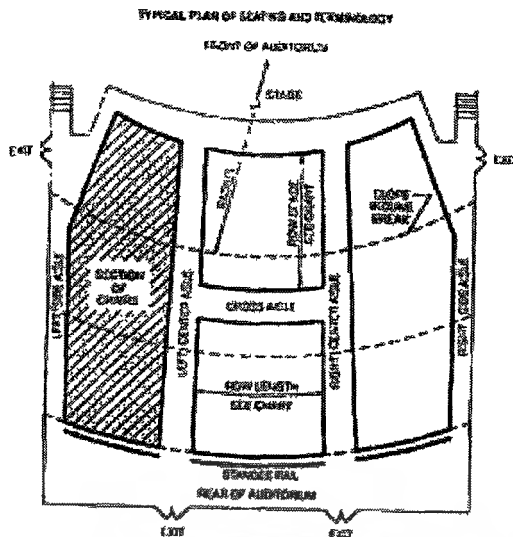 TYPICAL PLAN OF SEATING AND TERMINOLOGY
FRONT OF AUDITORIUM
STAGE
EXIT
EXIT
RADIUS
SEE CHART
SLOPE
BREAK
SECTION
OF
CHAIRS
LEFT SIDE AISLE
(LEFT) CENTER AISLE
CROSS AISLE
(RIGHT) CENTER AISLE
RIGHT SIDE AISLE
ROW LENGTH
SEE CHART
STANDEE RAIL
REAR OF AUDITORIUM
EXIT
EXIT